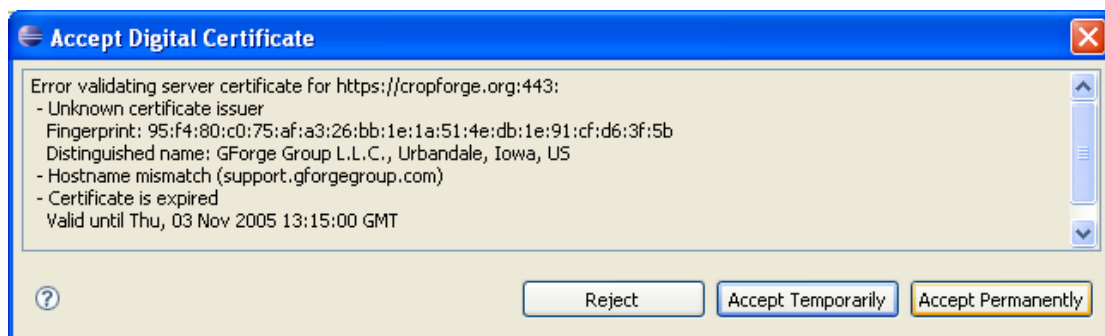 Accept Digital Certificate
Error validating server certificate for https://cropforge.org:443:
- Unknown certificate issuer
Fingerprint: 95:f4:80:c0:75:af:a3:26:bb:1e:1a:51:4e:db:1e:91:cf:d6:3f:5b
Distinguished name: GForge Group L.L.C., Urbandale, Iowa, US
- Hostname mismatch (support.gforgegroup.com)
- Certificate is expired
Valid until Thu, 03 Nov 2005 13:15:00 GMT
Reject
Accept Temporarily
Accept Permanently